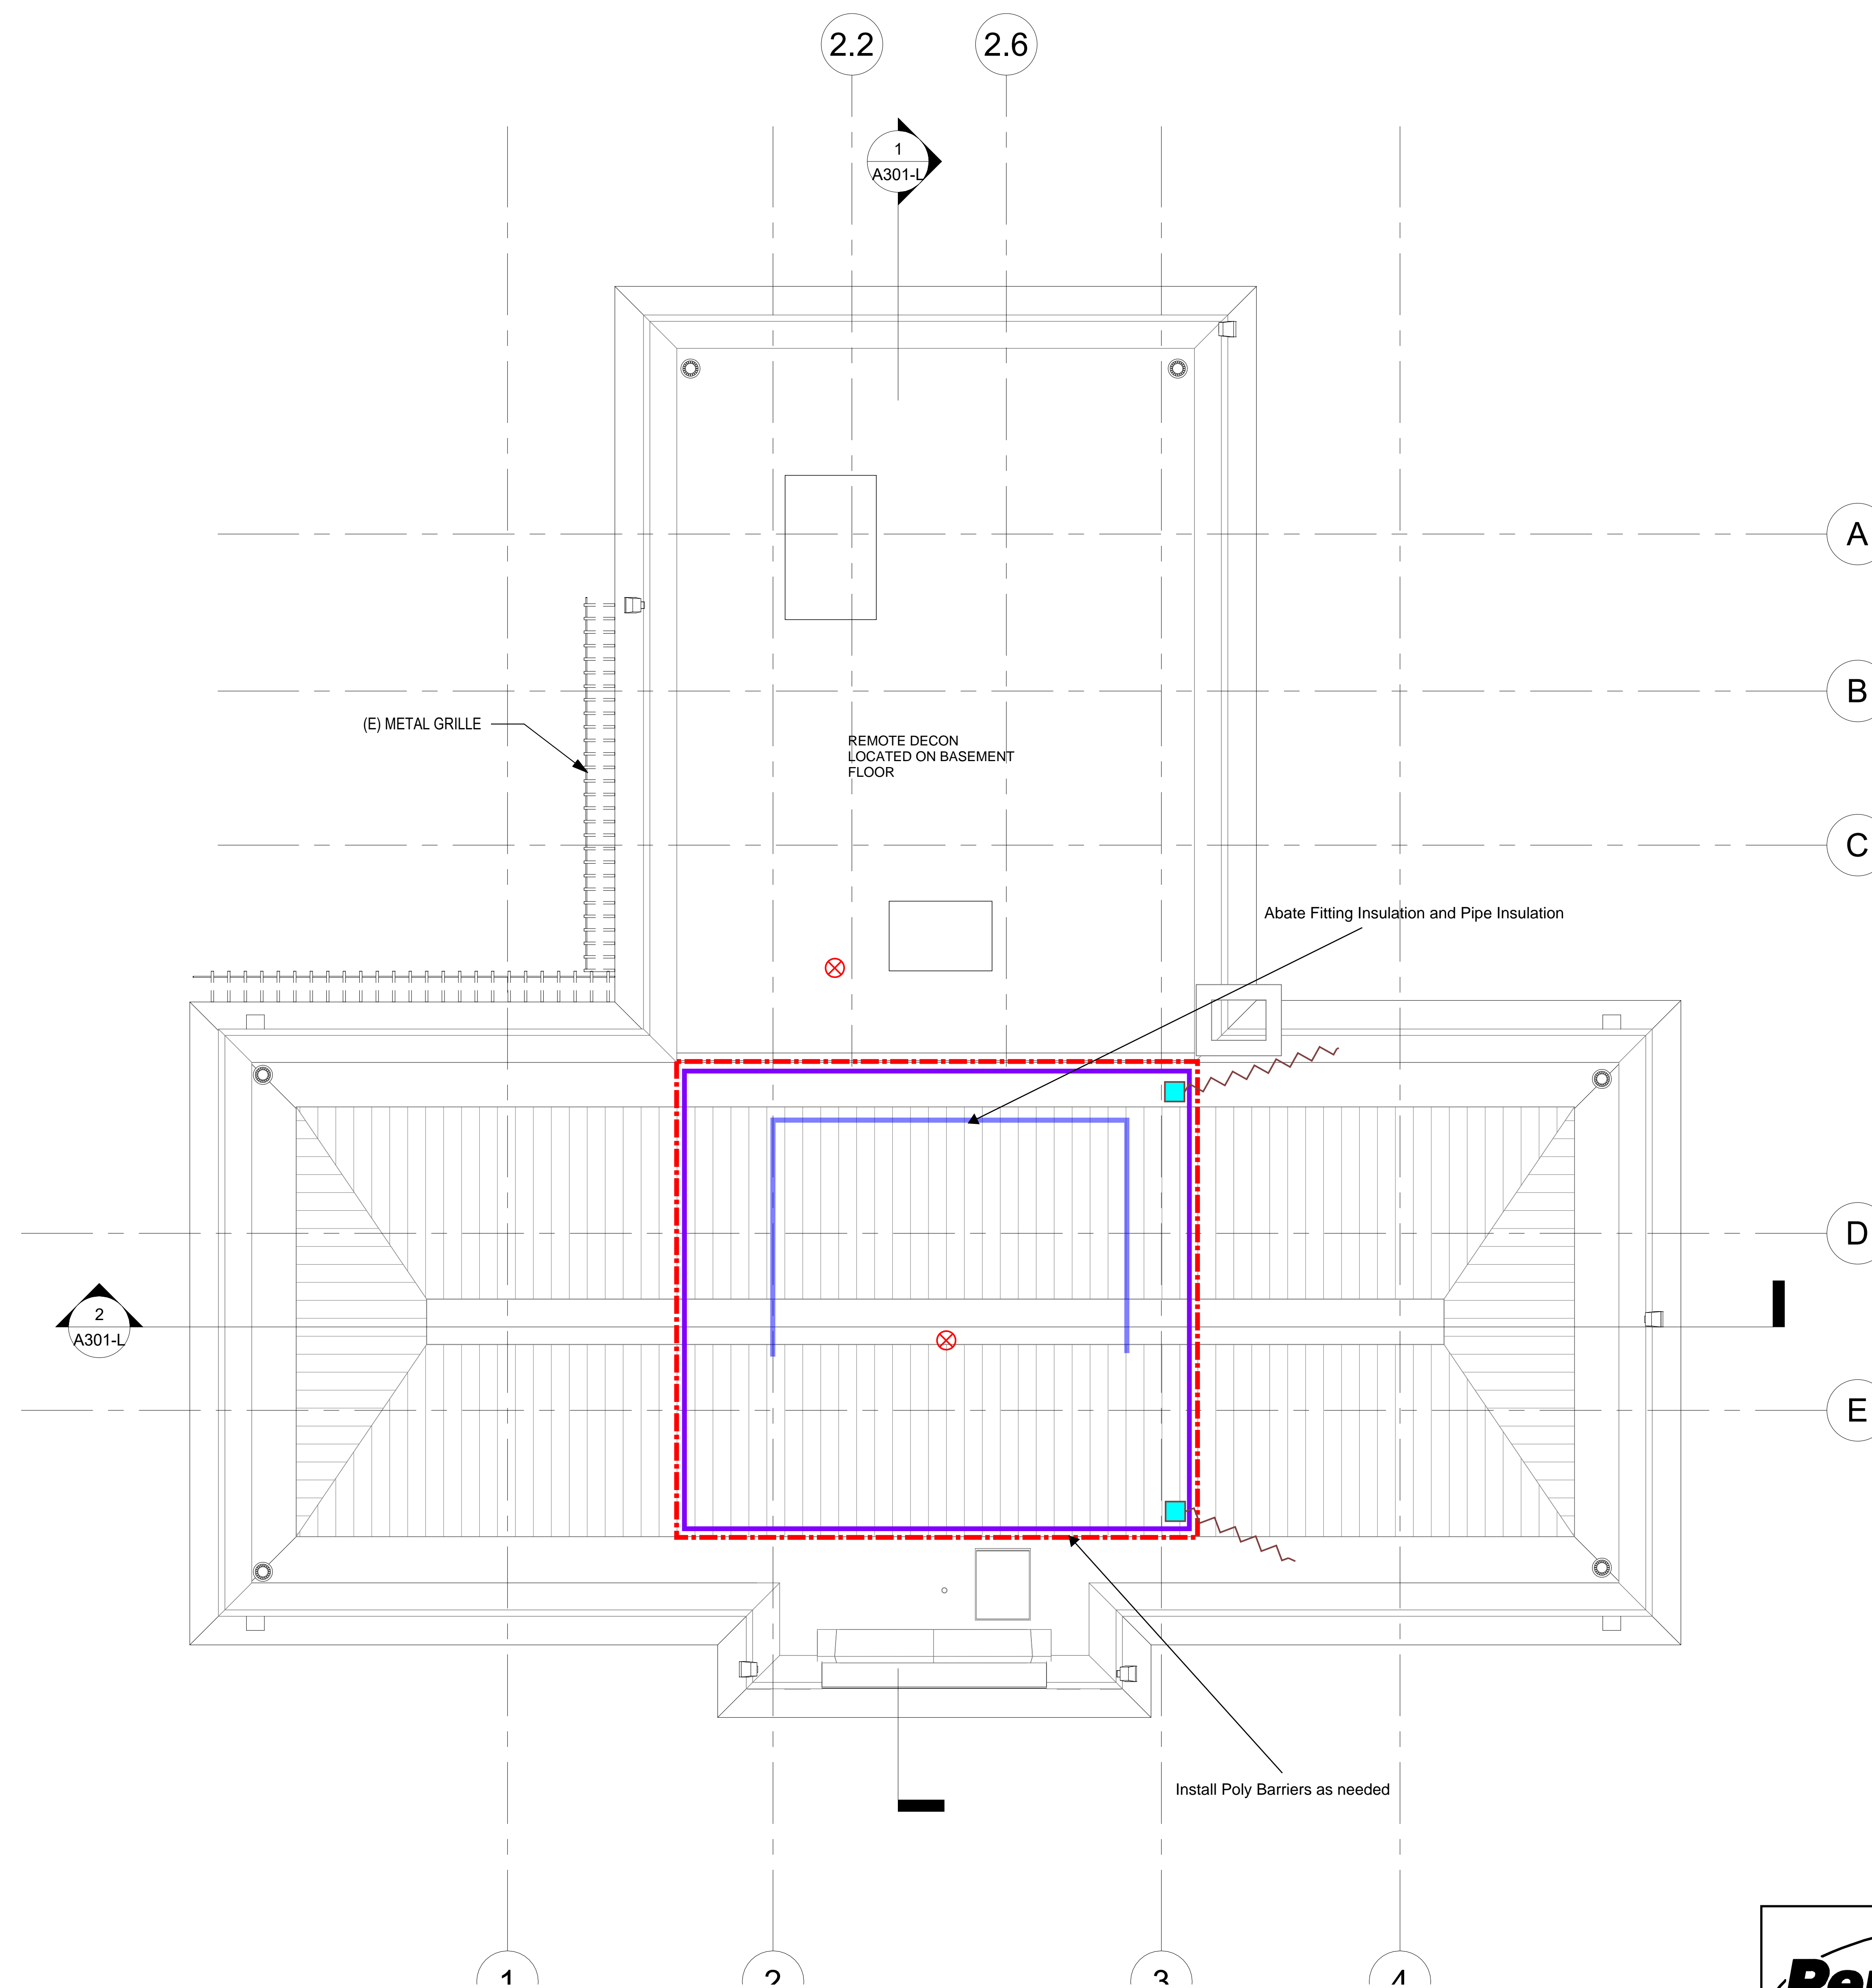 2.2
2.6
1
A301-L
A
B
(E) METAL GRILLE
REMOTE DECON
LOCATED ON BASEMENT
FLOOR
C
Abate Fitting Insulation and Pipe Insulation
D
2
A301-L
E
Install Poly Barriers as needed
1
2
3
4